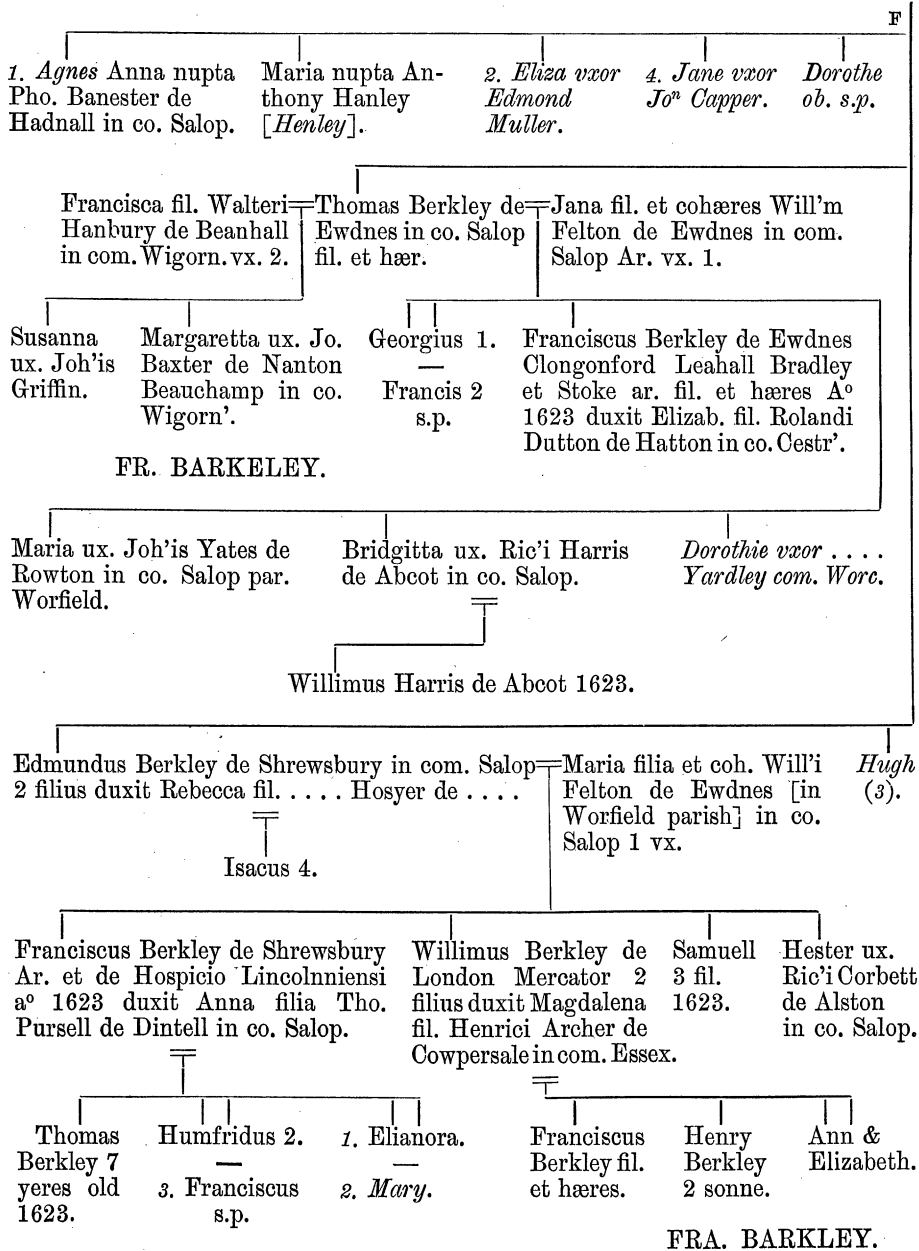 F
1. Agnes Anna nupta
Pho. Banester de
Hadnall in co. Salop.
Maria nupta An-
thony Hanley
[Henley].
2. Eliza vxor
Edmond
Muller.
4. Jane vxor
Joⁿ Capper.
Dorothe
ob. s.p.
Francisca fil. Walteri
Hanbury de Beanhall
in com. Wigorn. vx. 2.
Thomas Berkley de
Ewdnes in co. Salop
fil. et hær.
Jana fil. et cohæres Will'm
Felton de Ewdnes in com.
Salop Ar. vx. 1.
Susanna
ux. Joh'is
Griffin.
Margaretta ux. Jo.
Baxter de Nanton
Beauchamp in co.
Wigorn'.
Georgius 1.
—
Francis 2
s.p.
Franciscus Berkley de Ewdnes
Clongonford Leahall Bradley
et Stoke ar. fil. et hæres Aº
1623 duxit Elizab. fil. Rolandi
Dutton de Hatton in co. Cestr'.
FR. BARKELEY.
Maria ux. Joh'is Yates de
Rowton in co. Salop par.
Worfield.
Bridgitta ux. Ric'i Harris
de Abcot in co. Salop.
Dorothie vxor . . . .
Yardley com. Worc.
Willimus Harris de Abcot 1623.
Edmundus Berkley de Shrewsbury in com. Salop
2 filius duxit Rebecca fil. . . . . . Hosyer de . . . .
Maria filia et coh. Will'i
Felton de Ewdnes [in
Worfield parish] in co.
Salop 1 vx.
Hugh
(3).
Isacus 4.
Franciscus Berkley de Shrewsbury
Ar. et de Hospicio Lincolnniensi
aº 1623 duxit Anna filia Tho.
Pursell de Dintell in co. Salop.
Willimus Berkley de
London Mercator 2
filius duxit Magdalena
fil. Henrici Archer de
Cowpersale in com. Essex.
Samuell
3 fil.
1623.
Hester ux.
Ric'i Corbett
de Alston
in co. Salop.
Thomas
Berkley 7
yeres old
1623.
Humfridus 2.
—
3. Franciscus
s.p.
1. Elianora.
—
2. Mary.
Franciscus
Berkley fil.
et hæres.
Henry
Berkley
2 sonne.
Ann &
Elizabeth.
FRA. BARKLEY.